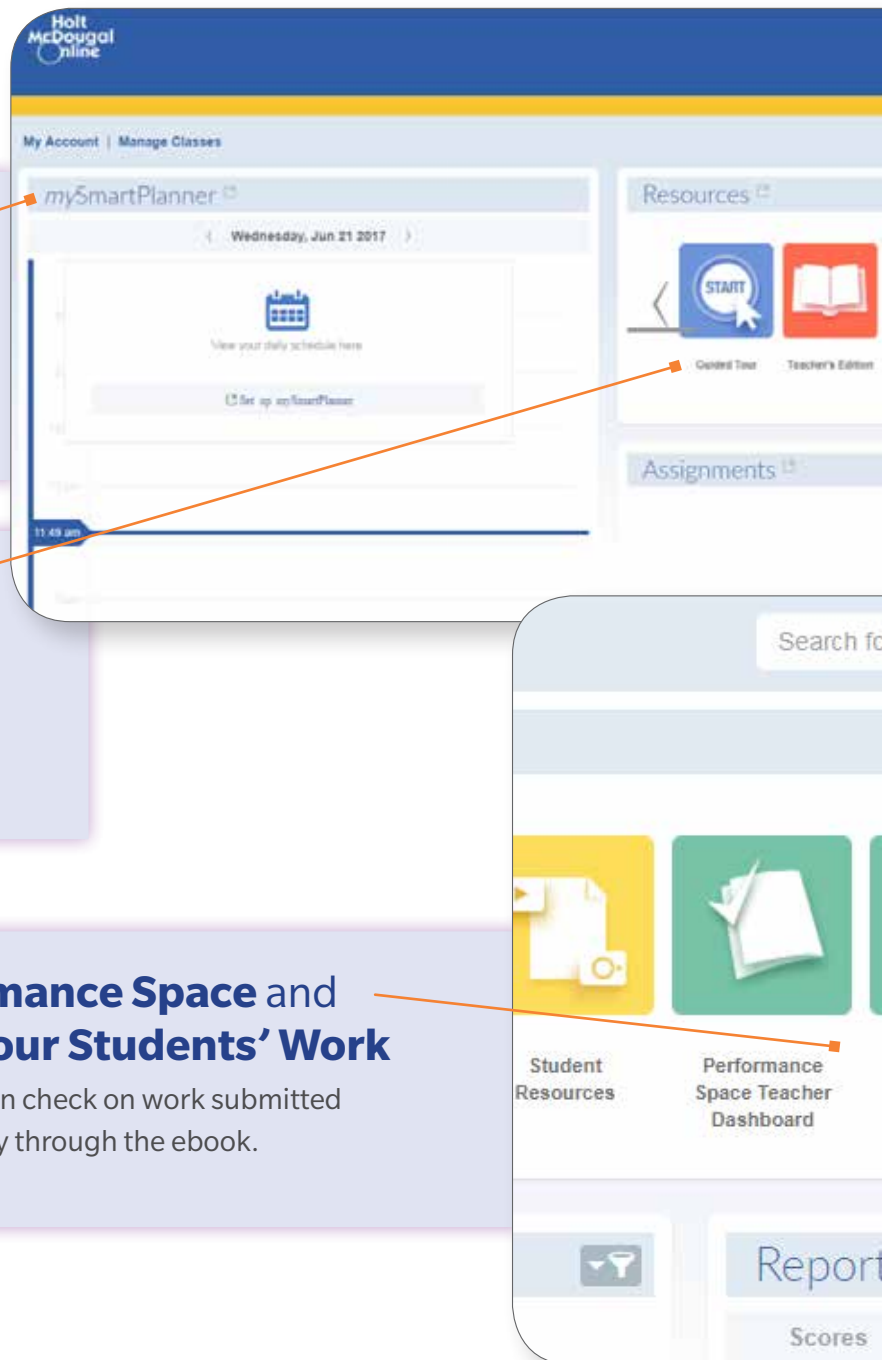 Holt
McDougal
Online
My Account | Manage Classes
mySmartPlanner
Wednesday, Jun 21 2017
View your daily schedule here
Set up mySmartPlanner
11:49 am
Resources
START
Guided Tour
Teacher's Edition
Assignments
Search fo
Student
Resources
Performance
Space Teacher
Dashboard
Report
Scores
mance Space and
our Students' Work
n check on work submitted
y through the ebook.